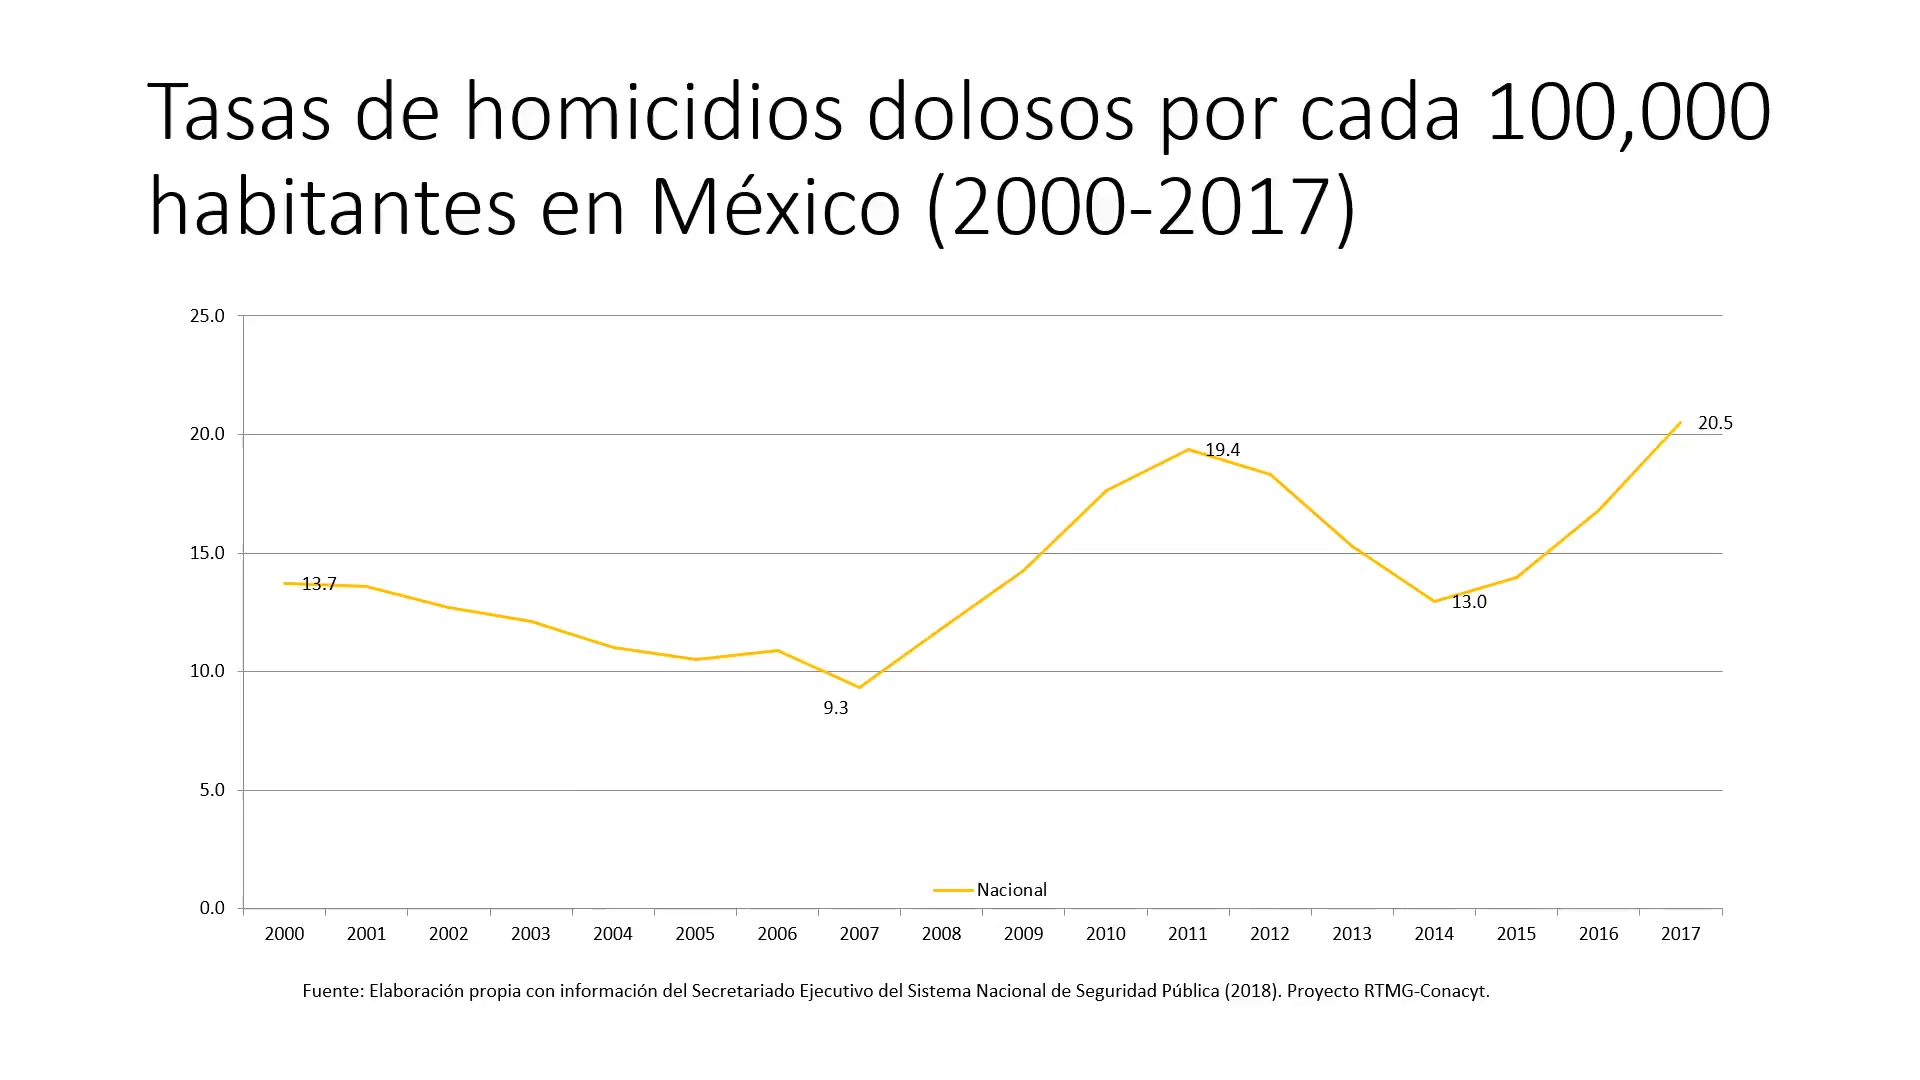 Tasas de homicidios dolosos por cada 100,000
habitantes en México (2000-2017)
25.0
20.0
15.0
10.0
5.0
0.0
13.7
9.3
19.4
13.0
20.5
Nacional
2000 2001 2002 2003 2004 2005 2006 2007 2008 2009 2010 2011 2012 2013 2014 2015 2016 2017
Fuente: Elaboración propia con información del Secretariado Ejecutivo del Sistema Nacional de Seguridad Pública (2018). Proyecto RTMG-Conacyt.